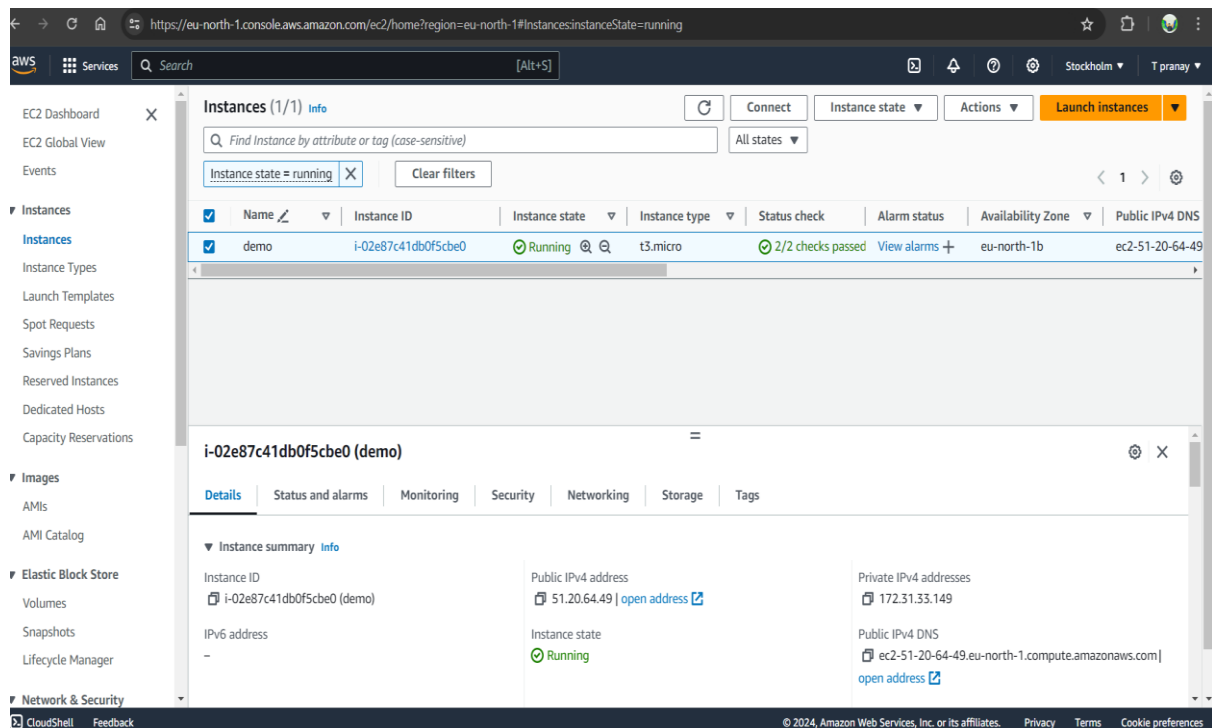 https://eu-north-1.console.aws.amazon.com/ec2/home?region=eu-north-1#Instances:instanceState=running
aws Services Search [Alt+S] Stockholm T pranay
EC2 Dashboard
EC2 Global View
Events
Instances
Instances
Instance Types
Launch Templates
Spot Requests
Savings Plans
Reserved Instances
Dedicated Hosts
Capacity Reservations
Images
AMIs
AMI Catalog
Elastic Block Store
Volumes
Snapshots
Lifecycle Manager
Network & Security
Instances (1/1) Info Connect Instance state Actions Launch instances
Find Instance by attribute or tag (case-sensitive) All states
Instance state = running Clear filters 1
Name Instance ID Instance state Instance type Status check Alarm status Availability Zone Public IPv4 DNS
demo i-02e87c41db0f5cbe0 Running t3.micro 2/2 checks passed View alarms + eu-north-1b ec2-51-20-64-49
i-02e87c41db0f5cbe0 (demo)
Details Status and alarms Monitoring Security Networking Storage Tags
Instance summary Info
Instance ID Public IPv4 address Private IPv4 addresses
i-02e87c41db0f5cbe0 (demo) 51.20.64.49 | open address 172.31.33.149
IPv6 address Instance state Public IPv4 DNS
– Running ec2-51-20-64-49.eu-north-1.compute.amazonaws.com |
open address
CloudShell Feedback © 2024, Amazon Web Services, Inc. or its affiliates. Privacy Terms Cookie preferences